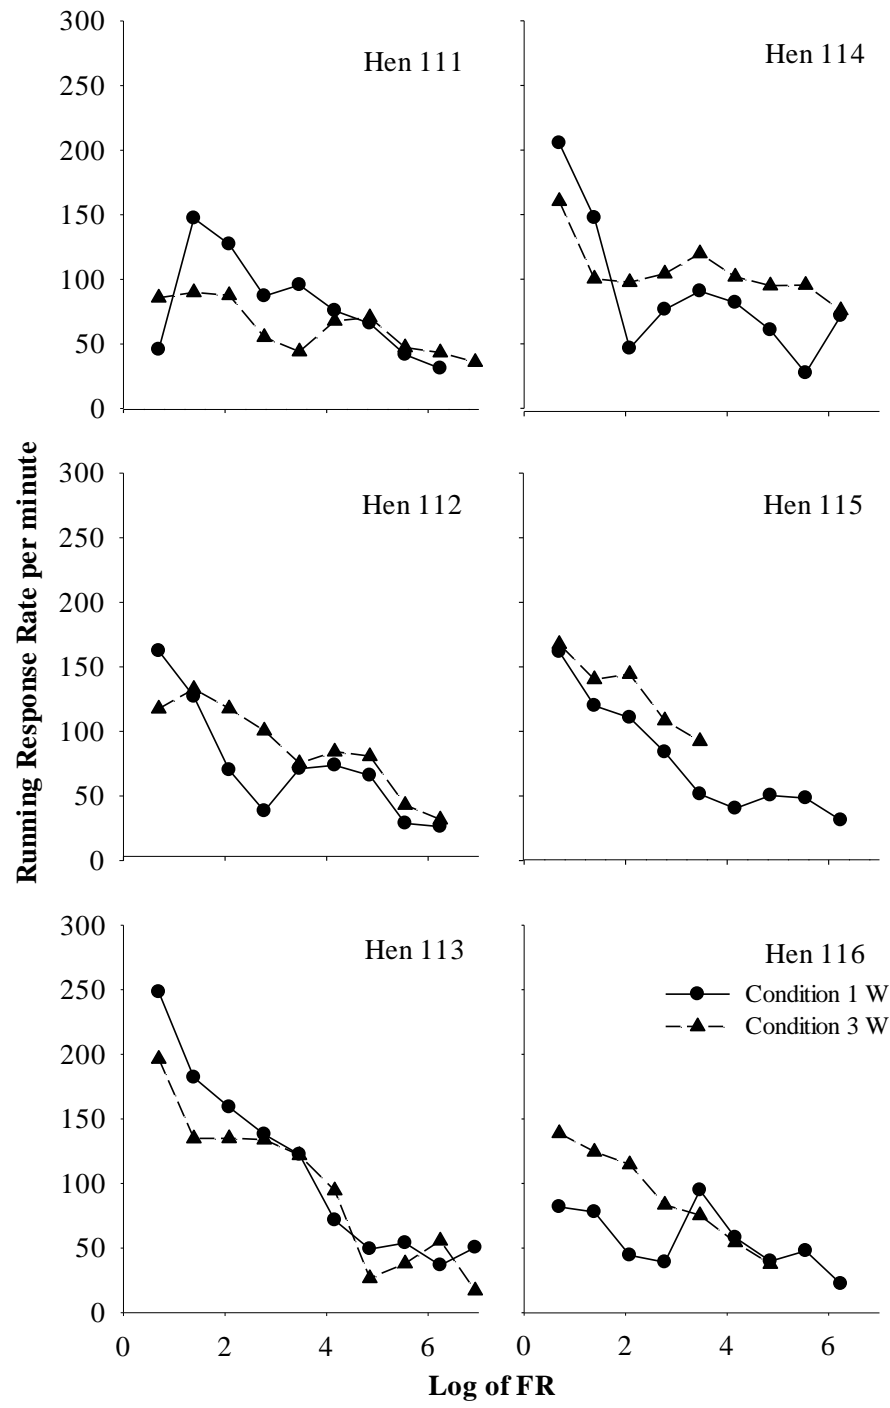 300
250
200
150
100
50
0
Hen 111
Hen 114
300
250
200
150
100
50
0
Hen 112
Hen 115
Running Response Rate per minute
300
250
200
150
100
50
0
Hen 113
Hen 116
Condition 1 W
Condition 3 W
0 2 4 6
0 2 4 6
Log of FR